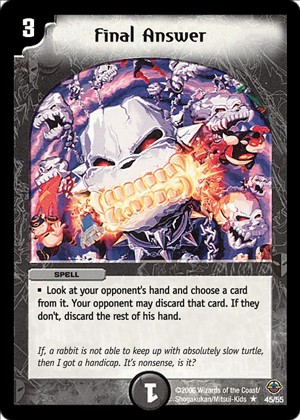 3
Final Answer
SPELL
▪ Look at your opponent's hand and choose a card
from it. Your opponent may discard that card. If they
don't, discard the rest of his hand.
If, a rabbit is not able to keep up with absolutely slow turtle,
then I got a handicap. It's nonsense, is it?
1
©2006 Wizards of the Coast/
Shogakukan/Mitsui-Kids ★
45/55